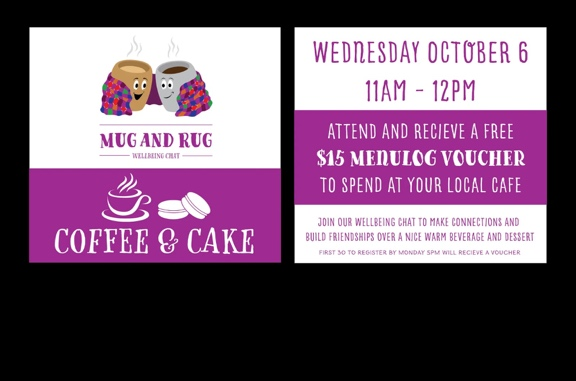 MUG AND RUG
WELLBEING CHAT
COFFEE & CAKE
WEDNESDAY OCTOBER 6
11AM - 12PM
ATTEND AND RECIEVE A FREE
$15 MENULOG VOUCHER
TO SPEND AT YOUR LOCAL CAFE
JOIN OUR WELLBEING CHAT TO MAKE CONNECTIONS AND
BUILD FRIENDSHIPS OVER A NICE WARM BEVERAGE AND DESSERT
FIRST 30 TO REGISTER BY MONDAY 5PM WILL RECIEVE A VOUCHER